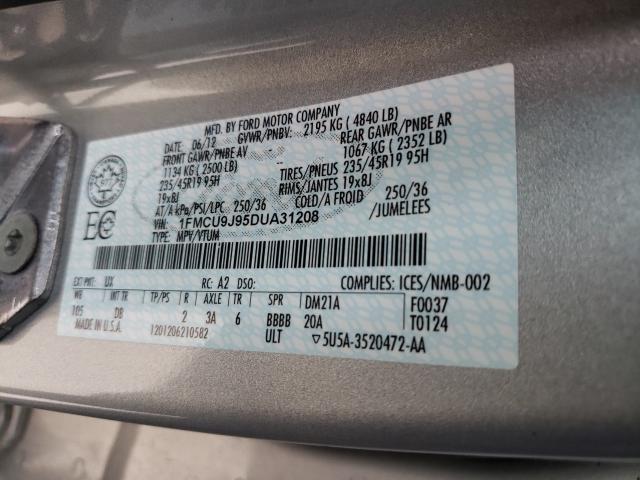 MFD. BY FORD MOTOR COMPANY
DATE: 06/12 GVWR/PNBV: 2195 KG ( 4840 LB)
FRONT GAWR/PNBE AV -- REAR GAWR/PNBE AR
1134 KG ( 2500 LB) 1067 KG ( 2352 LB)
235/45R19 95H TIRES/PNEUS 235/45R19 95H
19x8J RIMS/JANTES 19x8J
AT/A kPa/PSI/LPC 250/36 COLD/A FROID 250/36
VIN: 1FMCU9J95DUA31208 /JUMELEES
TYPE: MPV/VTUM
EC
EXT PNT: UX RC: A2 DSO: COMPLIES: ICES/NMB-002
WB INT TR TP/PS R AXLE TR SPR DM21A F0037
105 DB 2 3A 6 BBBB 20A T0124
MADE IN U.S.A. 1201206210582 ULT ▽5U5A-3520472-AA